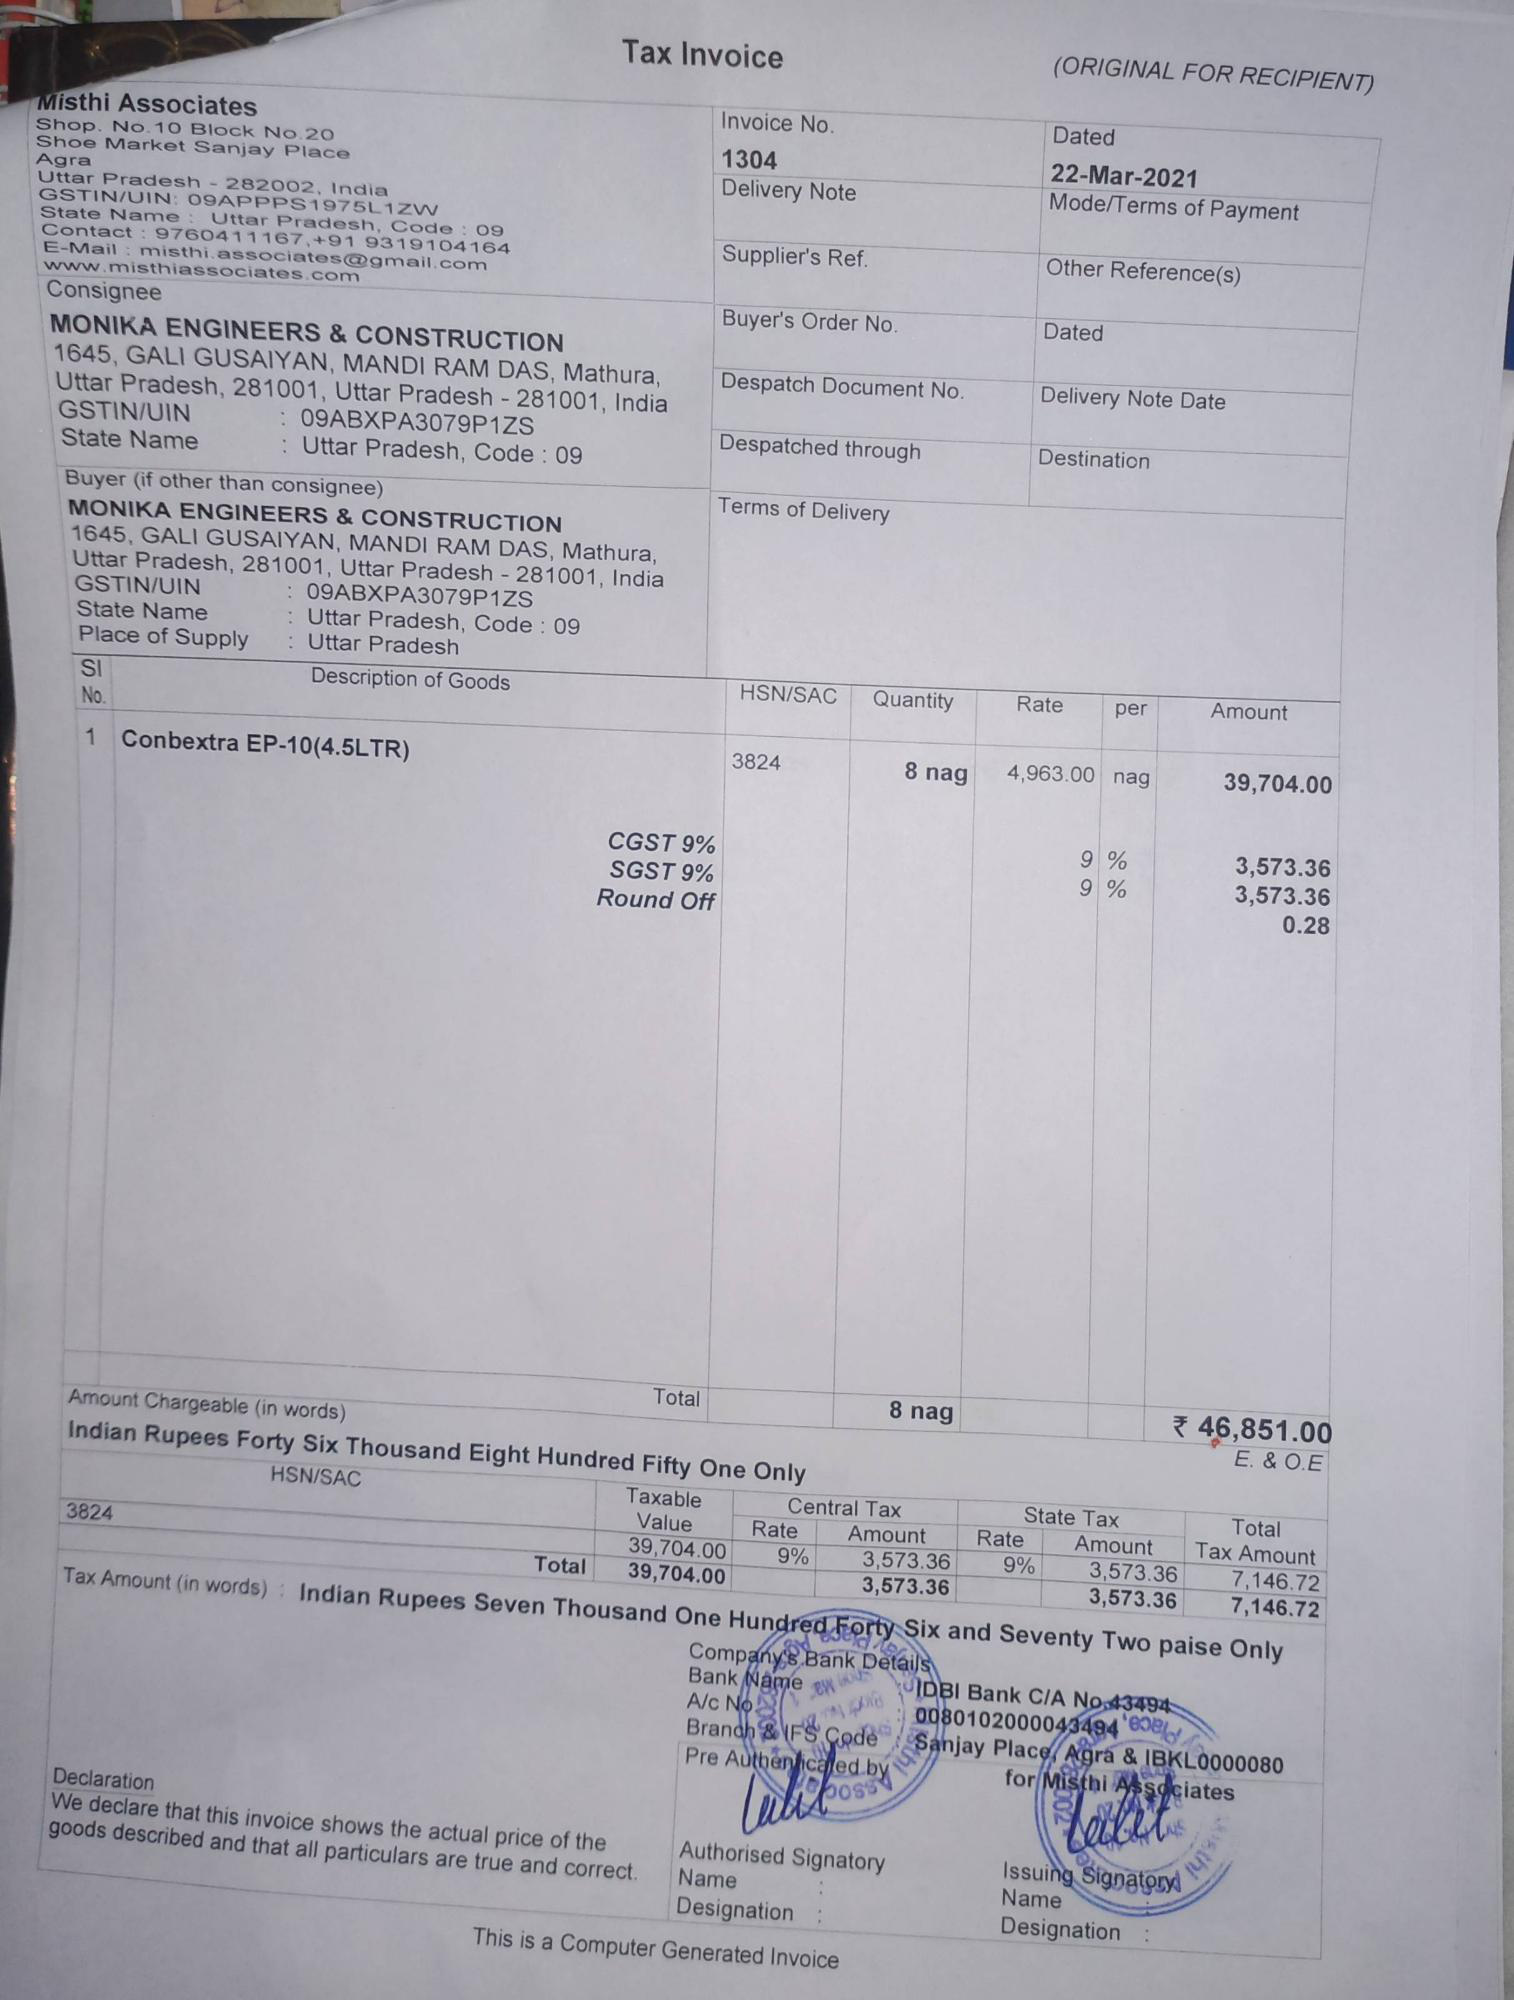 Tax Invoice
(ORIGINAL FOR RECIPIENT)
Misthi Associates
Shop. No.10 Block No.20
Shoe Market Sanjay Place
Agra
Uttar Pradesh - 282002, India
GSTIN/UIN: 09APPPS1975L1ZW
State Name : Uttar Pradesh, Code : 09
Contact : 9760411167,+91 9319104164
E-Mail : misthi.associates@gmail.com
www.misthiassociates.com
Invoice No.
1304
Dated
22-Mar-2021
Delivery Note
Mode/Terms of Payment
Supplier's Ref.
Other Reference(s)
Buyer's Order No.
Dated
Despatch Document No.
Delivery Note Date
Despatched through
Destination
Terms of Delivery
Consignee
MONIKA ENGINEERS & CONSTRUCTION
1645, GALI GUSAIYAN, MANDI RAM DAS, Mathura,
Uttar Pradesh, 281001, Uttar Pradesh - 281001, India
GSTIN/UIN : 09ABXPA3079P1ZS
State Name : Uttar Pradesh, Code : 09
Buyer (if other than consignee)
MONIKA ENGINEERS & CONSTRUCTION
1645, GALI GUSAIYAN, MANDI RAM DAS, Mathura,
Uttar Pradesh, 281001, Uttar Pradesh - 281001, India
GSTIN/UIN : 09ABXPA3079P1ZS
State Name : Uttar Pradesh, Code : 09
Place of Supply : Uttar Pradesh
SI No. Description of Goods HSN/SAC Quantity Rate per Amount
1 Conbextra EP-10(4.5LTR) 3824 8 nag 4,963.00 nag 39,704.00
CGST 9% 9 % 3,573.36
SGST 9% 9 % 3,573.36
Round Off 0.28
Total 8 nag ₹ 46,851.00
Amount Chargeable (in words) E. & O.E
Indian Rupees Forty Six Thousand Eight Hundred Fifty One Only
HSN/SAC Taxable Value Central Tax State Tax Total Tax Amount
Rate Amount Rate Amount
3824 39,704.00 9% 3,573.36 9% 3,573.36 7,146.72
Total 39,704.00 3,573.36 3,573.36 7,146.72
Tax Amount (in words) : Indian Rupees Seven Thousand One Hundred Forty Six and Seventy Two paise Only
Company's Bank Details
Bank Name : IDBI Bank C/A No.43494
A/c No. : 0080102000043494
Branch & IFS Code : Sanjay Place, Agra & IBKL0000080
Pre Authenticated by
for Misthi Associates
Lalit
Lalit
Declaration
We declare that this invoice shows the actual price of the
goods described and that all particulars are true and correct.
Authorised Signatory
Name :
Designation :
Issuing Signatory
Name :
Designation :
This is a Computer Generated Invoice